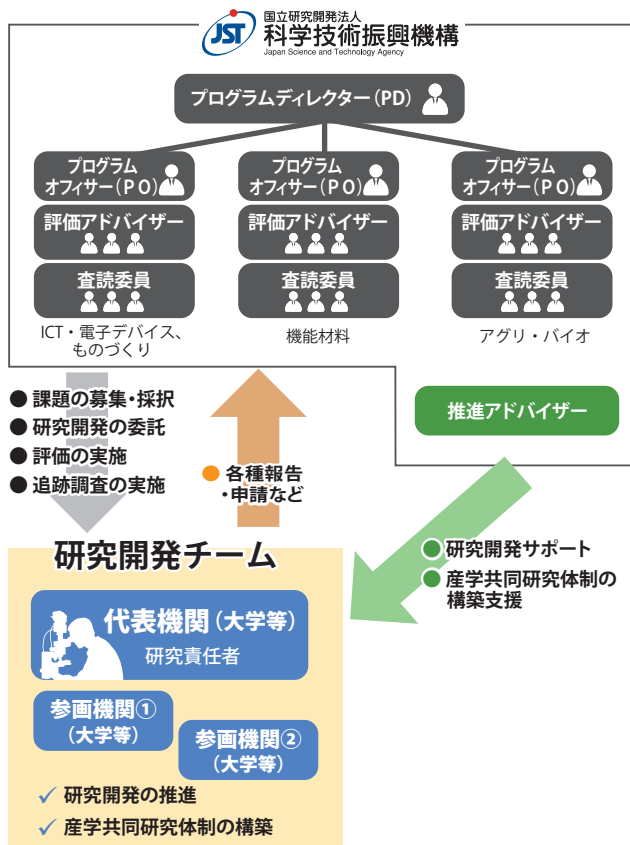 JST
国立研究開発法人
科学技術振興機構
Japan Science and Technology Agency
プログラムディレクター(PD)
プログラム
オフィサー(PO)
評価アドバイザー
査読委員
ICT・電子デバイス、
ものづくり
プログラム
オフィサー(PO)
評価アドバイザー
査読委員
機能材料
プログラム
オフィサー(PO)
評価アドバイザー
査読委員
アグリ・バイオ
推進アドバイザー
● 課題の募集・採択
● 研究開発の委託
● 評価の実施
● 追跡調査の実施
● 各種報告
・申請など
● 研究開発サポート
● 産学共同研究体制の
構築支援
研究開発チーム
代表機関(大学等)
研究責任者
参画機関①
(大学等)
参画機関②
(大学等)
✓ 研究開発の推進
✓ 産学共同研究体制の構築